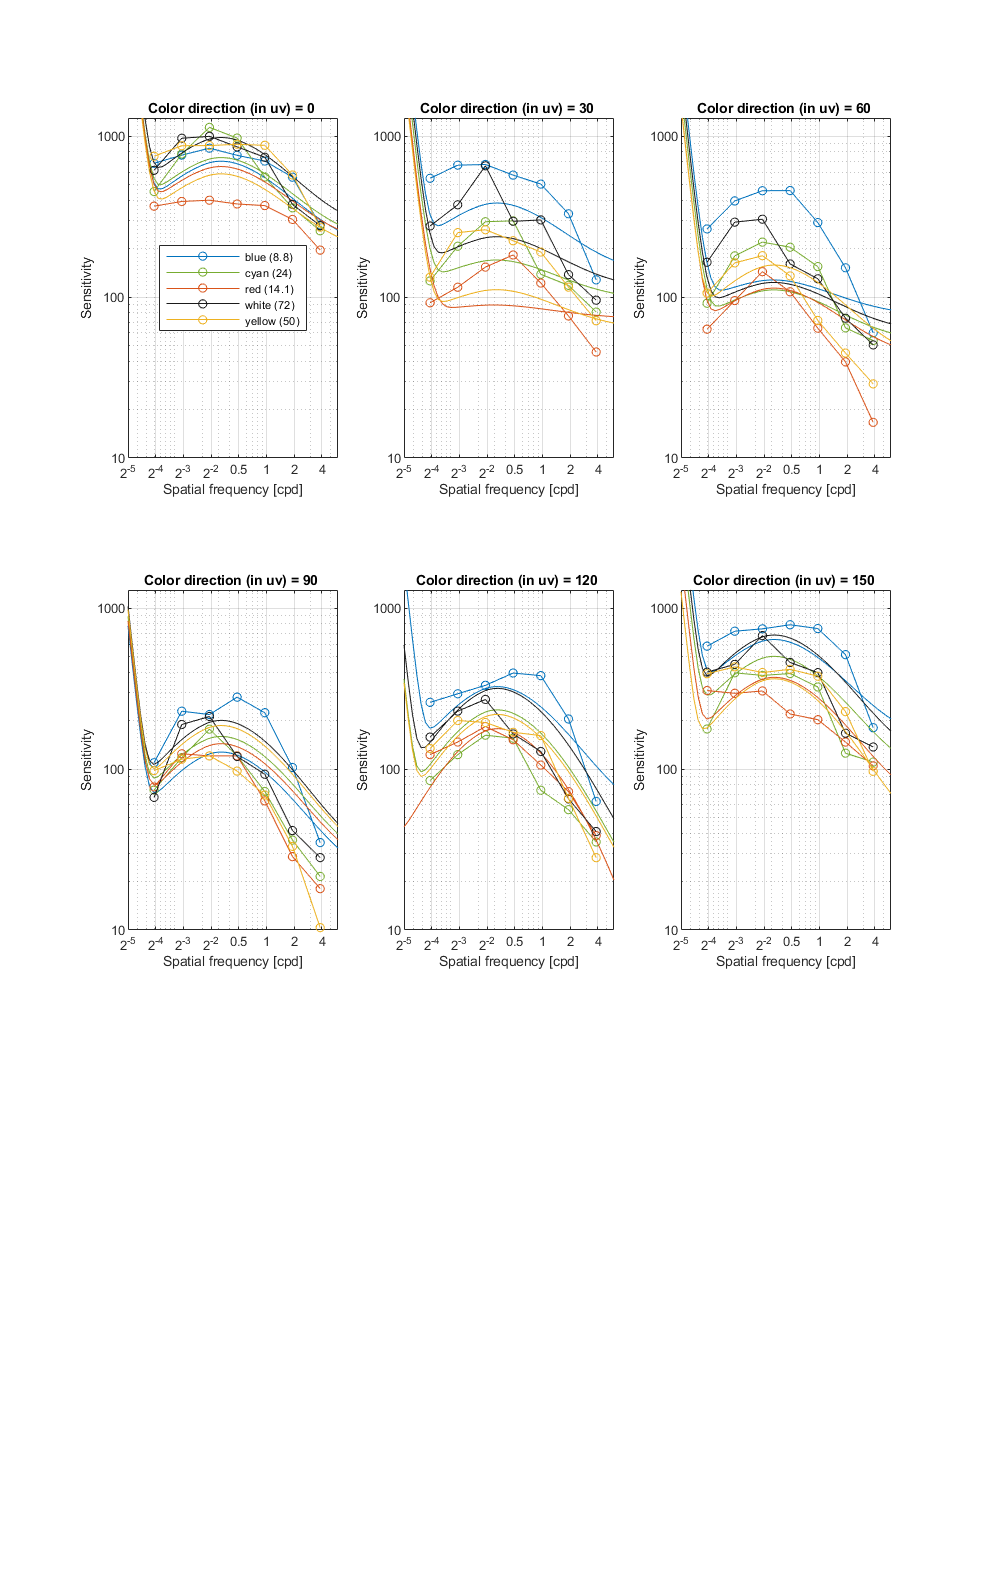 Color direction (in uv) = 0
Color direction (in uv) = 30
Color direction (in uv) = 60
1000
100
10
Sensitivity
blue (8.8)
cyan (24)
red (14.1)
white (72)
yellow (50)
2^-5 2^-4 2^-3 2^-2 0.5 1 2 4
Spatial frequency [cpd]
1000
100
10
Sensitivity
2^-5 2^-4 2^-3 2^-2 0.5 1 2 4
Spatial frequency [cpd]
1000
100
10
Sensitivity
2^-5 2^-4 2^-3 2^-2 0.5 1 2 4
Spatial frequency [cpd]
Color direction (in uv) = 90
Color direction (in uv) = 120
Color direction (in uv) = 150
1000
100
10
Sensitivity
2^-5 2^-4 2^-3 2^-2 0.5 1 2 4
Spatial frequency [cpd]
1000
100
10
Sensitivity
2^-5 2^-4 2^-3 2^-2 0.5 1 2 4
Spatial frequency [cpd]
1000
100
10
Sensitivity
2^-5 2^-4 2^-3 2^-2 0.5 1 2 4
Spatial frequency [cpd]